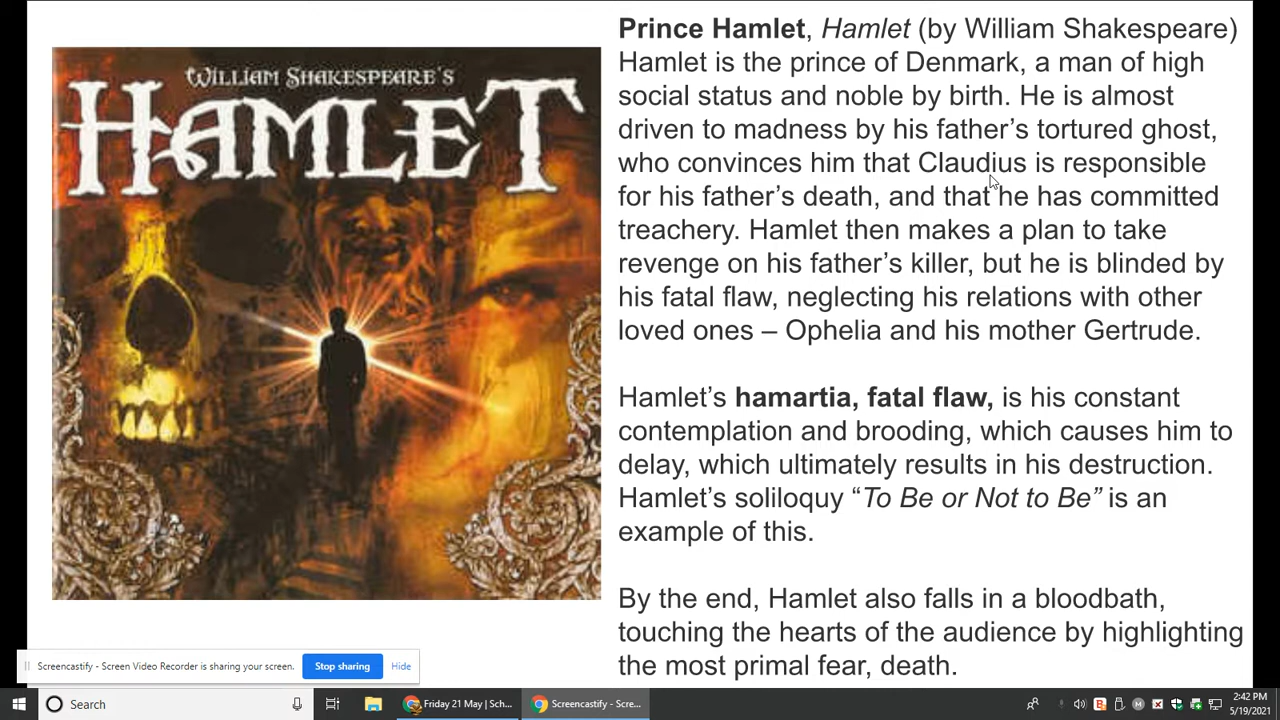 WILLIAM SHAKESPEARE'S
HAMLET
Prince Hamlet, Hamlet (by William Shakespeare)
Hamlet is the prince of Denmark, a man of high
social status and noble by birth. He is almost
driven to madness by his father’s tortured ghost,
who convinces him that Claudius is responsible
for his father’s death, and that he has committed
treachery. Hamlet then makes a plan to take
revenge on his father’s killer, but he is blinded by
his fatal flaw, neglecting his relations with other
loved ones – Ophelia and his mother Gertrude.
Hamlet’s hamartia, fatal flaw, is his constant
contemplation and brooding, which causes him to
delay, which ultimately results in his destruction.
Hamlet’s soliloquy “To Be or Not to Be” is an
example of this.
By the end, Hamlet also falls in a bloodbath,
touching the hearts of the audience by highlighting
the most primal fear, death.
Screencastify - Screen Video Recorder is sharing your screen.
Stop sharing
Hide
Search
Friday 21 May | Sch...
Screencastify - Scre...
2:42 PM
5/19/2021